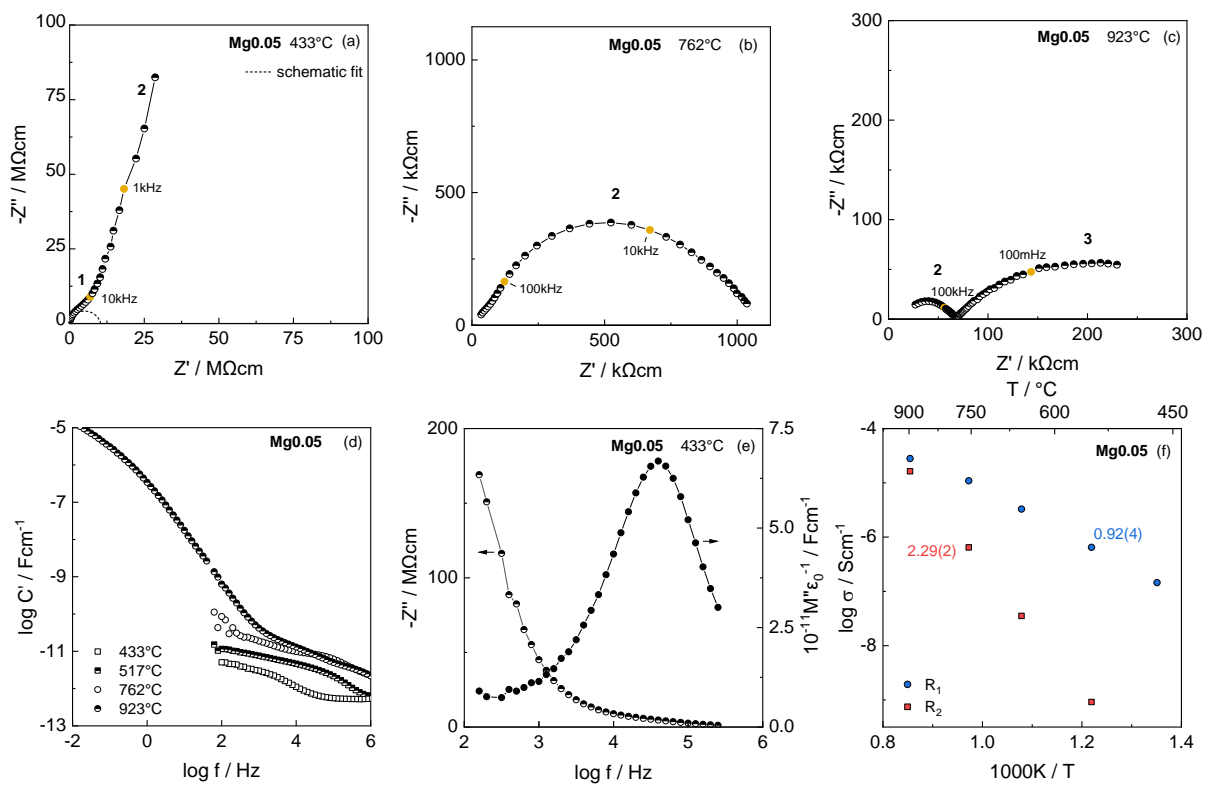 Mg0.05 433°C (a)
schematic fit
2
1kHz
1
10kHz
100
75
50
25
0
0 25 50 75 100
-Z'' / MΩcm
Z' / MΩcm
Mg0.05 762°C (b)
2
10kHz
100kHz
1000
500
0
0 500 1000
-Z'' / kΩcm
Z' / kΩcm
Mg0.05 923°C (c)
3
100mHz
2
100kHz
300
200
100
0
0 100 200 300
-Z'' / kΩcm
Z' / kΩcm
Mg0.05 (d)
433°C
517°C
762°C
923°C
-5
-7
-9
-11
-13
-2 0 2 4 6
log C' / Fcm⁻¹
log f / Hz
Mg0.05 433°C (e)
200
100
0
7.5
5.0
2.5
0.0
2 3 4 5 6
-Z'' / MΩcm
10⁻¹¹M''ε₀⁻¹ / Fcm⁻¹
log f / Hz
T / °C
900 750 600 450
Mg0.05 (f)
0.92(4)
2.29(2)
R₁
R₂
-4
-6
-8
0.8 1.0 1.2 1.4
log σ / Scm⁻¹
1000K / T